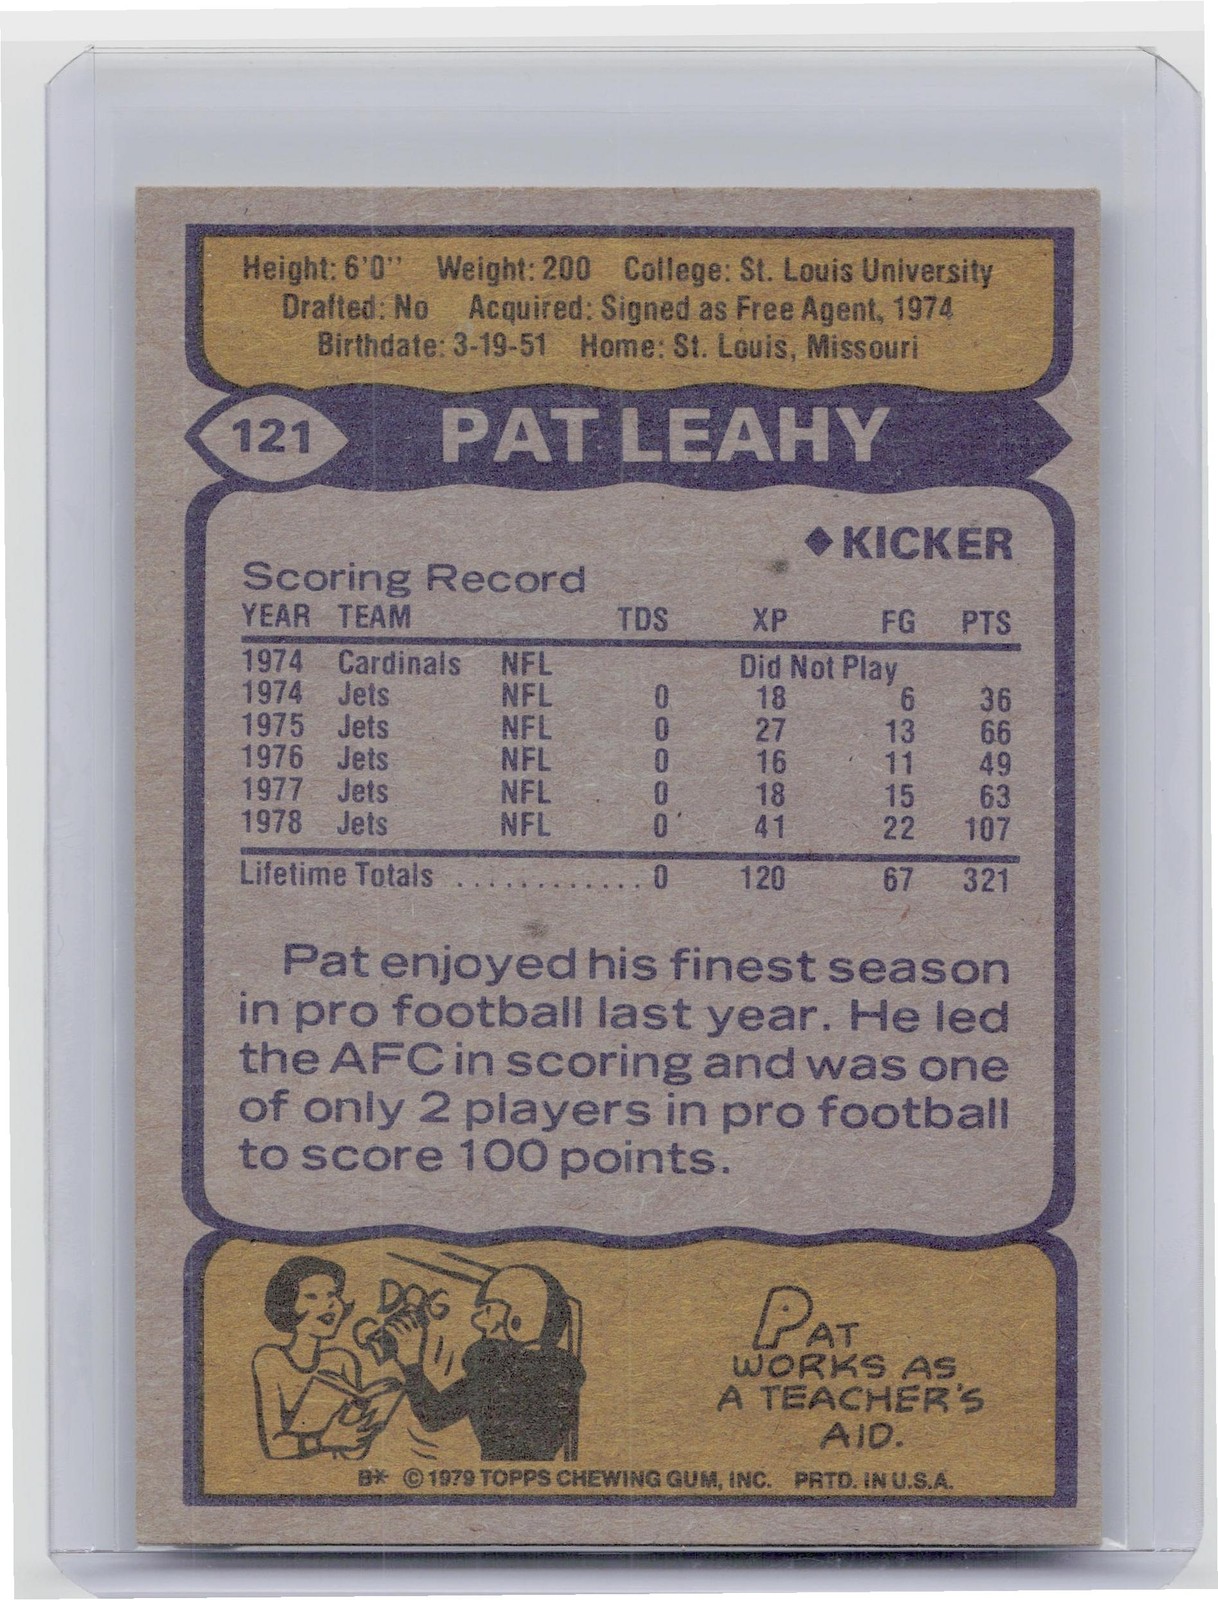 Height: 6'0" Weight: 200 College: St. Louis University
Drafted: No Acquired: Signed as Free Agent, 1974
Birthdate: 3-19-51 Home: St. Louis, Missouri
121 PAT LEAHY
◆KICKER
Scoring Record
YEAR TEAM TDS XP FG PTS
1974 Cardinals NFL Did Not Play
1974 Jets NFL 0 18 6 36
1975 Jets NFL 0 27 13 66
1976 Jets NFL 0 16 11 49
1977 Jets NFL 0 18 15 63
1978 Jets NFL 0 41 22 107
Lifetime Totals ............. 0 120 67 321
Pat enjoyed his finest season
in pro football last year. He led
the AFC in scoring and was one
of only 2 players in pro football
to score 100 points.
DOG
PAT
WORKS AS
A TEACHER'S
AID.
B* © 1979 TOPPS CHEWING GUM, INC. PRTD. IN U.S.A.